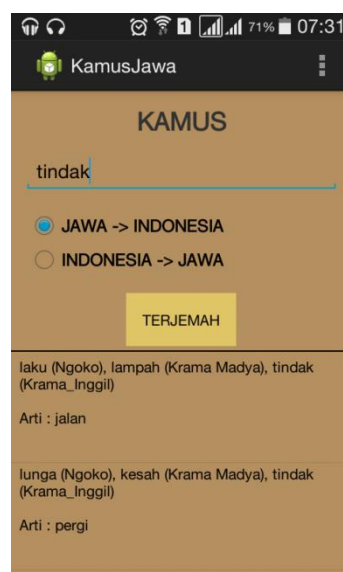 1 71% 07:31
KamusJawa
KAMUS
tindak
JAWA -> INDONESIA
INDONESIA -> JAWA
TERJEMAH
laku (Ngoko), lampah (Krama Madya), tindak
(Krama_Inggil)
Arti : jalan
lunga (Ngoko), kesah (Krama Madya), tindak
(Krama_Inggil)
Arti : pergi